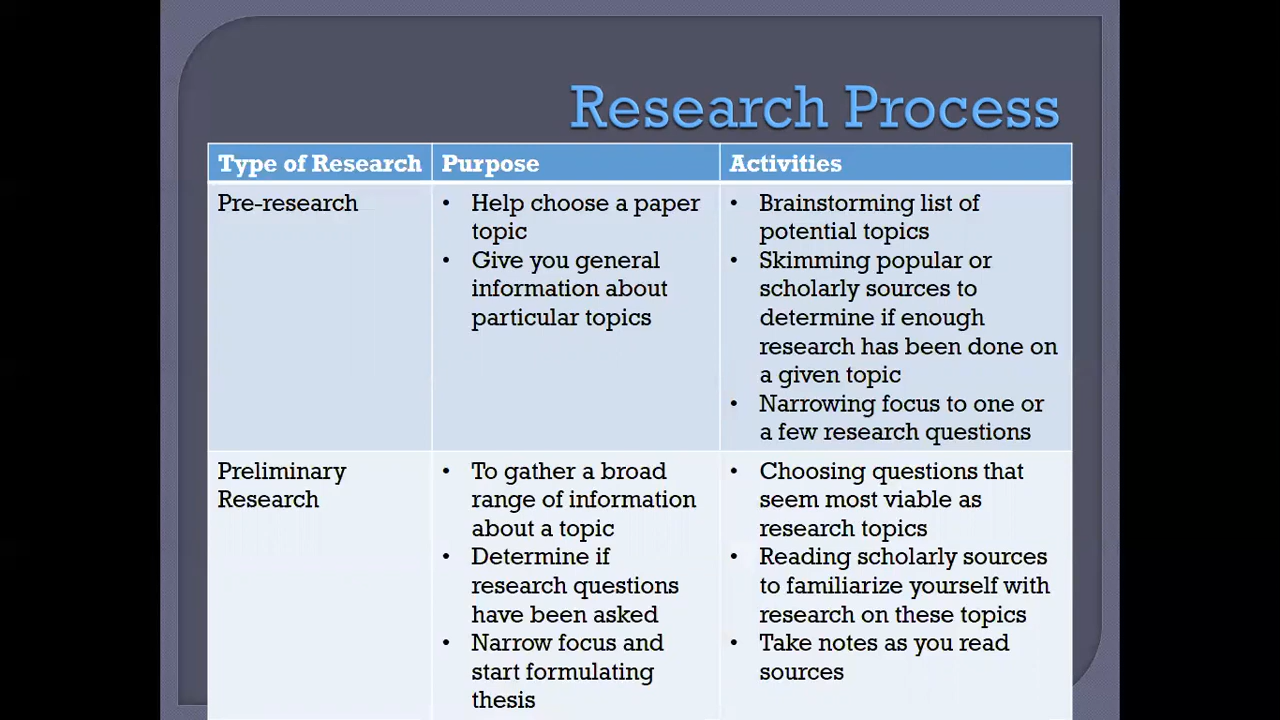 Research Process
Type of Research
Purpose
Activities
Pre-research
• Help choose a paper
topic
• Give you general
information about
particular topics
• Brainstorming list of
potential topics
• Skimming popular or
scholarly sources to
determine if enough
research has been done on
a given topic
• Narrowing focus to one or
a few research questions
Preliminary
Research
• To gather a broad
range of information
about a topic
• Determine if
research questions
have been asked
• Narrow focus and
start formulating
thesis
• Choosing questions that
seem most viable as
research topics
• Reading scholarly sources
to familiarize yourself with
research on these topics
• Take notes as you read
sources